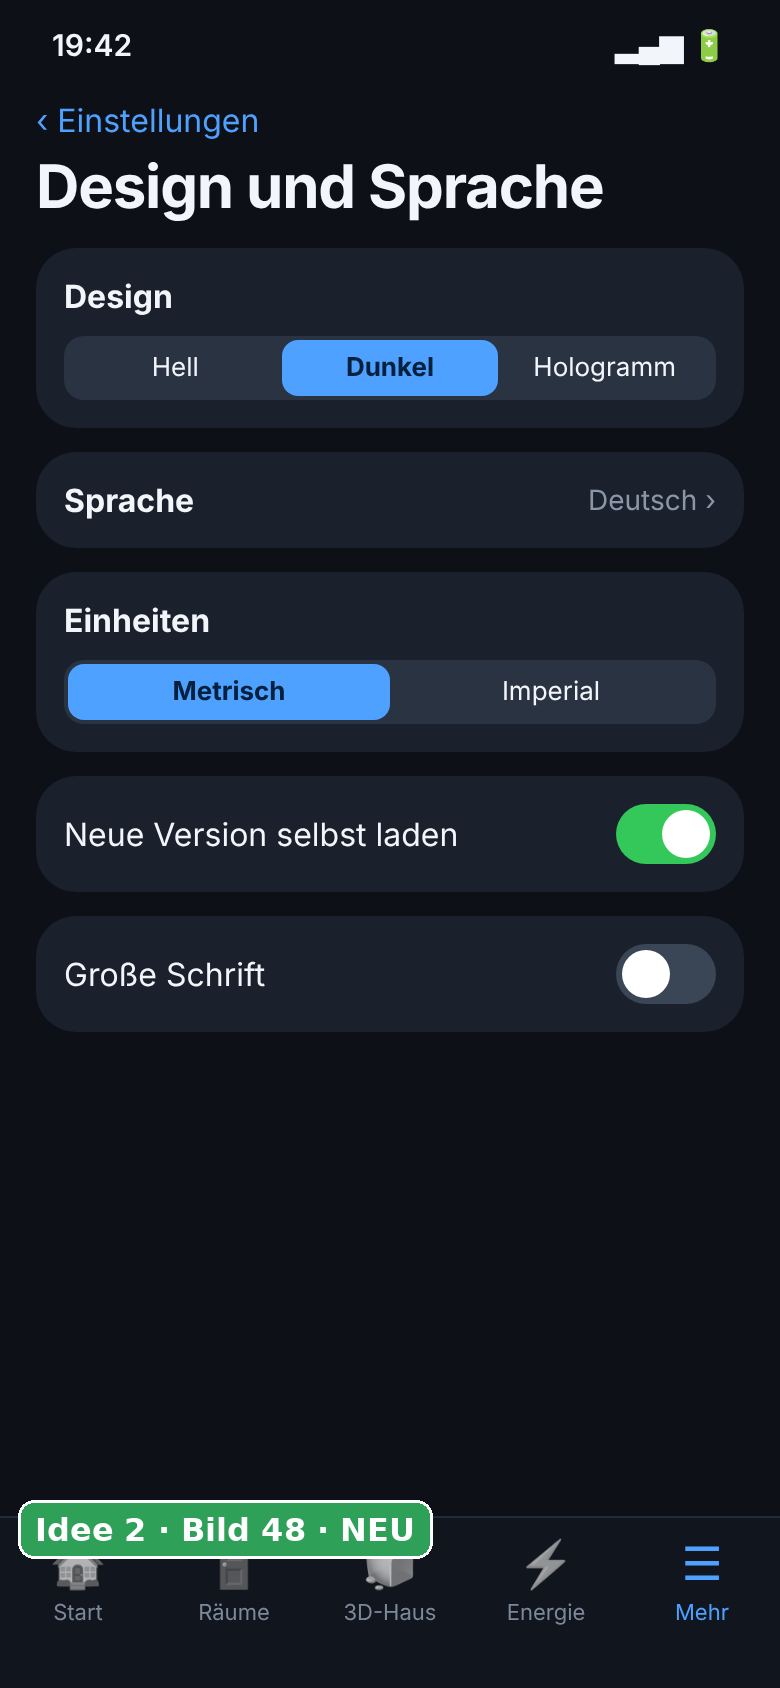 19:42
‹ Einstellungen
Design und Sprache
Design
Hell Dunkel Hologramm
Sprache Deutsch ›
Einheiten
Metrisch Imperial
Neue Version selbst laden
Große Schrift
Idee 2 · Bild 48 · NEU
Start Räume 3D-Haus Energie Mehr